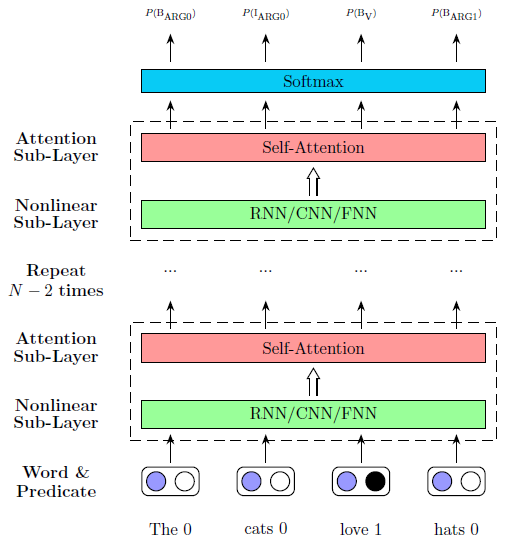 P(B_ARG0) P(I_ARG0) P(B_V) P(B_ARG1)
Softmax
Attention
Sub-Layer
Self-Attention
Nonlinear
Sub-Layer
RNN/CNN/FNN
Repeat
N − 2 times
... ... ... ...
Attention
Sub-Layer
Self-Attention
Nonlinear
Sub-Layer
RNN/CNN/FNN
Word &
Predicate
The 0 cats 0 love 1 hats 0